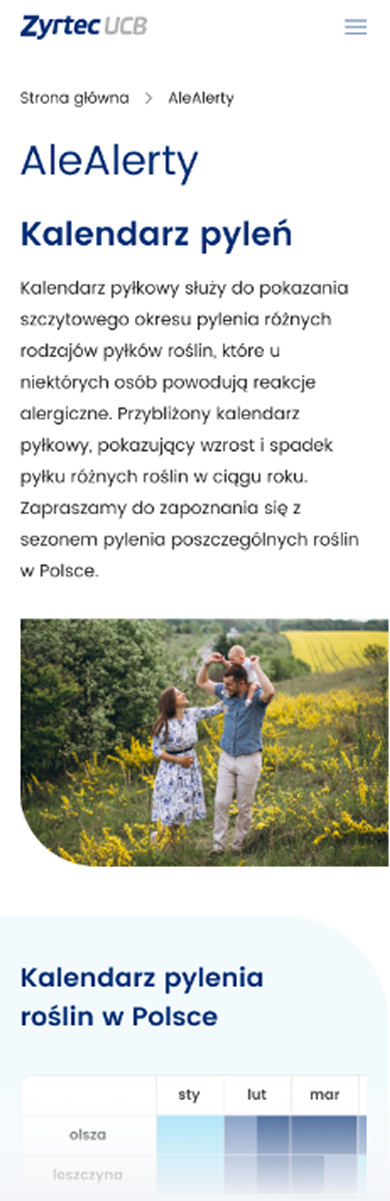 Zyrtec UCB
Strona główna > AleAlerty
AleAlerty
Kalendarz pyleń
Kalendarz pyłkowy służy do pokazania
szczytowego okresu pylenia różnych
rodzajów pyłków roślin, które u
niektórych osób powodują reakcje
alergiczne. Przybliżony kalendarz
pyłkowy, pokazujący wzrost i spadek
pyłku różnych roślin w ciągu roku.
Zapraszamy do zapoznania się z
sezonem pylenia poszczególnych roślin
w Polsce.
Kalendarz pylenia
roślin w Polsce
sty lut mar
olsza
leszczyna